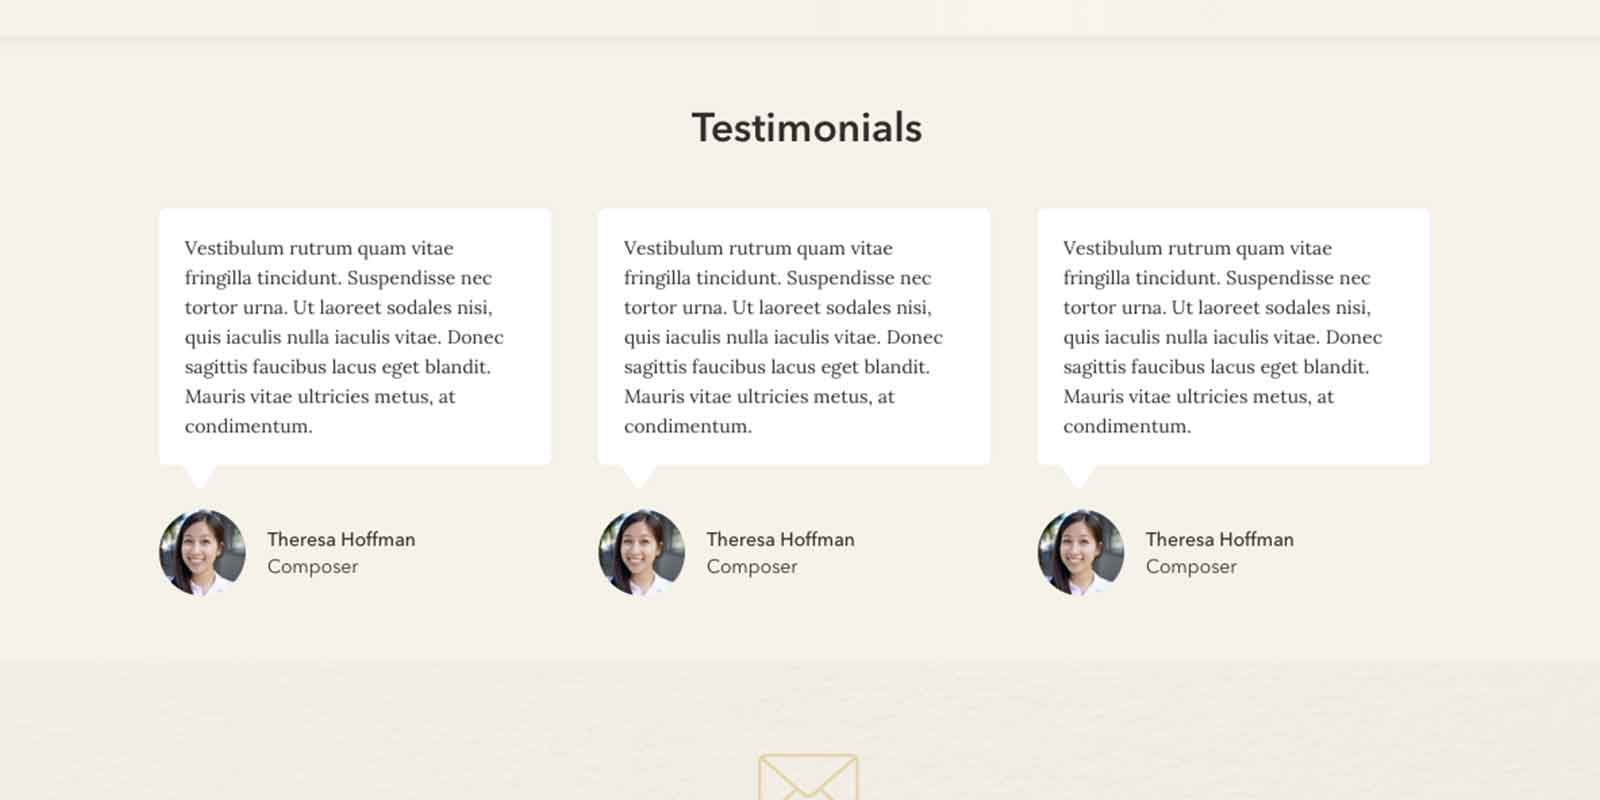 Testimonials
Vestibulum rutrum quam vitae
fringilla tincidunt. Suspendisse nec
tortor urna. Ut laoreet sodales nisi,
quis iaculis nulla iaculis vitae. Donec
sagittis faucibus lacus eget blandit.
Mauris vitae ultricies metus, at
condimentum.
Theresa Hoffman
Composer
Vestibulum rutrum quam vitae
fringilla tincidunt. Suspendisse nec
tortor urna. Ut laoreet sodales nisi,
quis iaculis nulla iaculis vitae. Donec
sagittis faucibus lacus eget blandit.
Mauris vitae ultricies metus, at
condimentum.
Theresa Hoffman
Composer
Vestibulum rutrum quam vitae
fringilla tincidunt. Suspendisse nec
tortor urna. Ut laoreet sodales nisi,
quis iaculis nulla iaculis vitae. Donec
sagittis faucibus lacus eget blandit.
Mauris vitae ultricies metus, at
condimentum.
Theresa Hoffman
Composer